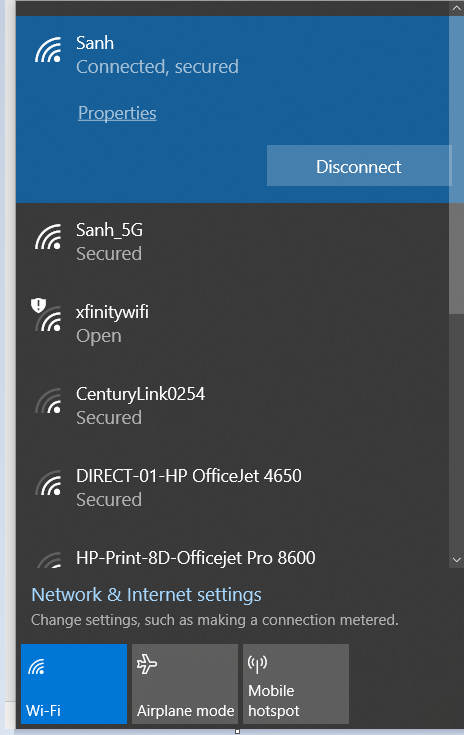 Sanh
Connected, secured
Properties
Disconnect
Sanh_5G
Secured
xfinitywifi
Open
CenturyLink0254
Secured
DIRECT-01-HP OfficeJet 4650
Secured
HP-Print-8D-Officejet Pro 8600
Network & Internet settings
Change settings, such as making a connection metered.
Wi-Fi
Airplane mode
Mobile
hotspot